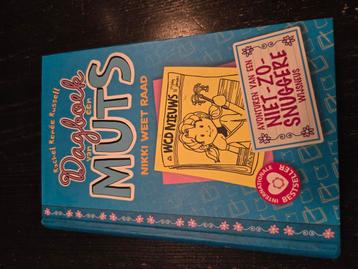 Rachel Renée Russell
Dagboek
van een
MUTS
NIKKI WEET RAAD
WCD NIEUWS
AVONTUREN VAN EEN
NIET-ZO-
SNUGGERE
WIJSNEUS
INTERNATIONALE
BESTSELLER